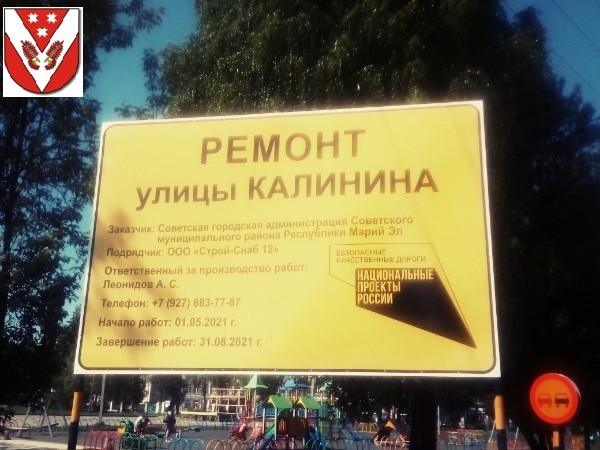 РЕМОНТ
УЛИЦЫ КАЛИНИНА
Заказчик: Советская городская администрация Советского
муниципального района Республики Марий Эл
Подрядчик: ООО «Строй-Снаб 12»
Ответственный за производство работ:
Леонидов А. С.
Телефон: +7 (927) 883-77-87
Начало работ: 01.05.2021 г.
Завершение работ: 31.08.2021 г.
БЕЗОПАСНЫЕ
КАЧЕСТВЕННЫЕ ДОРОГИ
НАЦИОНАЛЬНЫЕ
ПРОЕКТЫ
РОССИИ